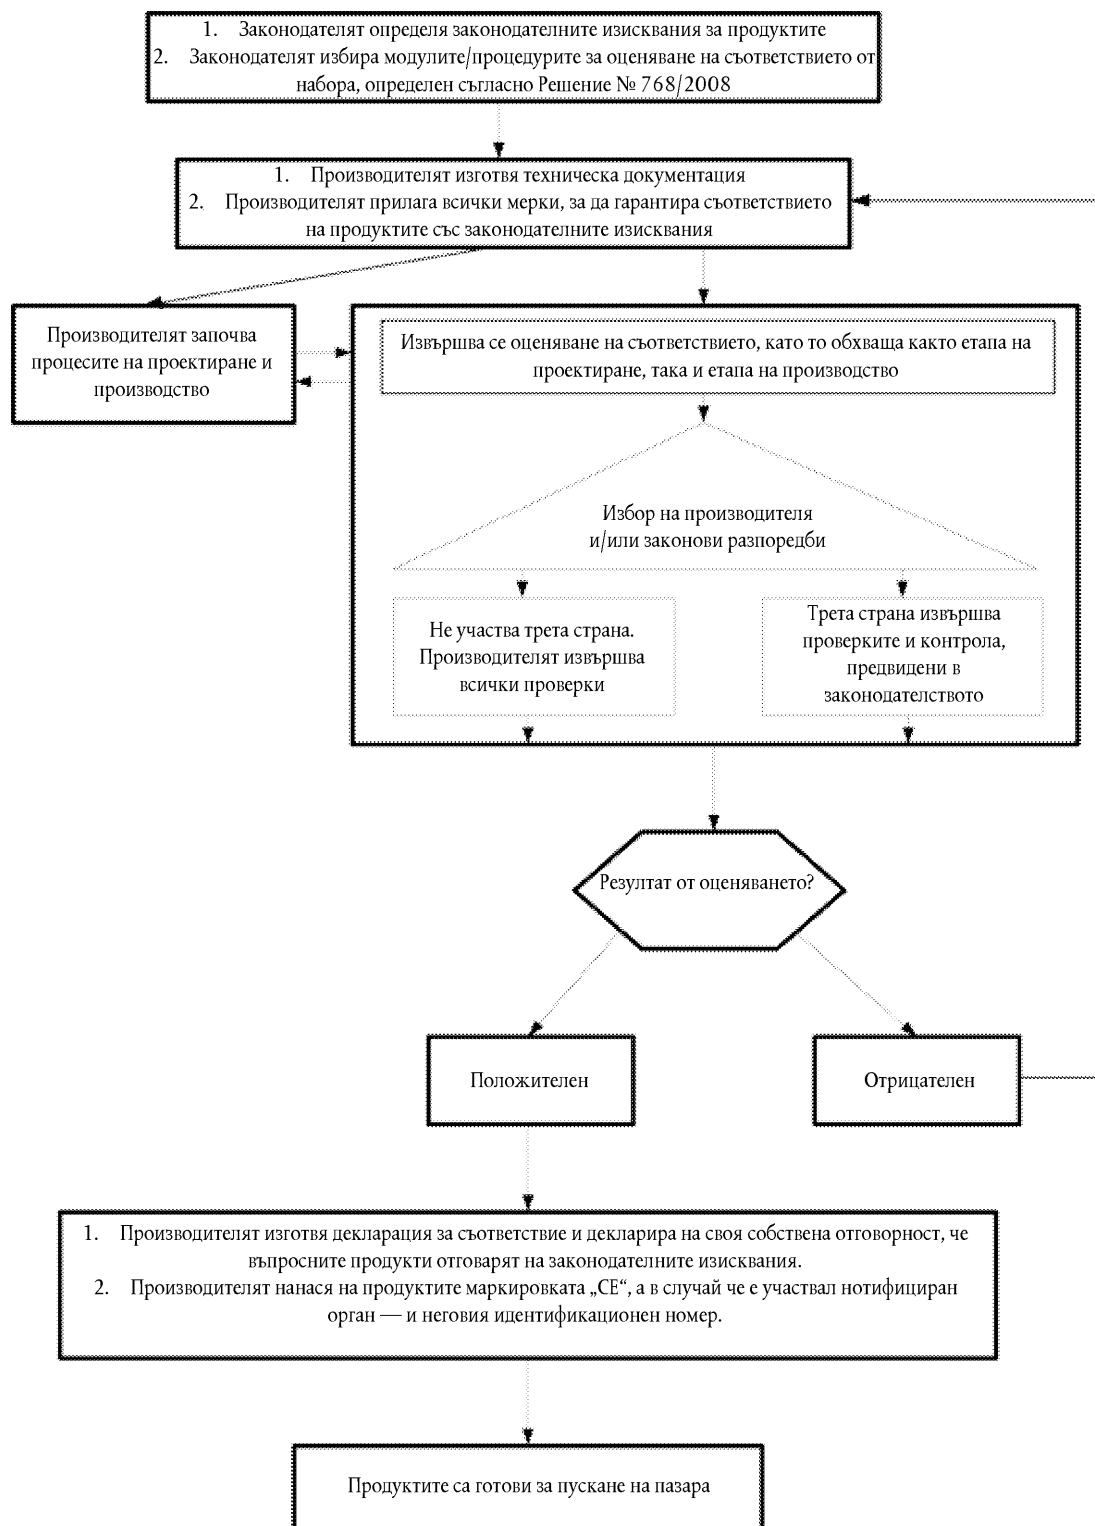 1. Законодателят определя законодателните изисквания за продуктите
2. Законодателят избира модулите/процедурите за оценяване на съответствието от
набора, определен съгласно Решение № 768/2008
1. Производителят изготвя техническа документация
2. Производителят прилага всички мерки, за да гарантира съответствието
на продуктите със законодателните изисквания
Производителят започва
процесите на проектиране и
производство
Извършва се оценяване на съответствието, като то обхваща както етапа на
проектиране, така и етапа на производство
Избор на производителя
и/или законови разпоредби
Не участва трета страна.
Производителят извършва
всички проверки
Трета страна извършва
проверките и контрола,
предвидени в
законодателството
Резултат от оценяването?
Положителен
Отрицателен
1. Производителят изготвя декларация за съответствие и декларира на своя собствена отговорност, че
въпросните продукти отговарят на законодателните изисквания.
2. Производителят нанася на продуктите маркировката „СЕ“, а в случай че е участвал нотифициран
орган — и неговия идентификационен номер.
Продуктите са готови за пускане на пазара